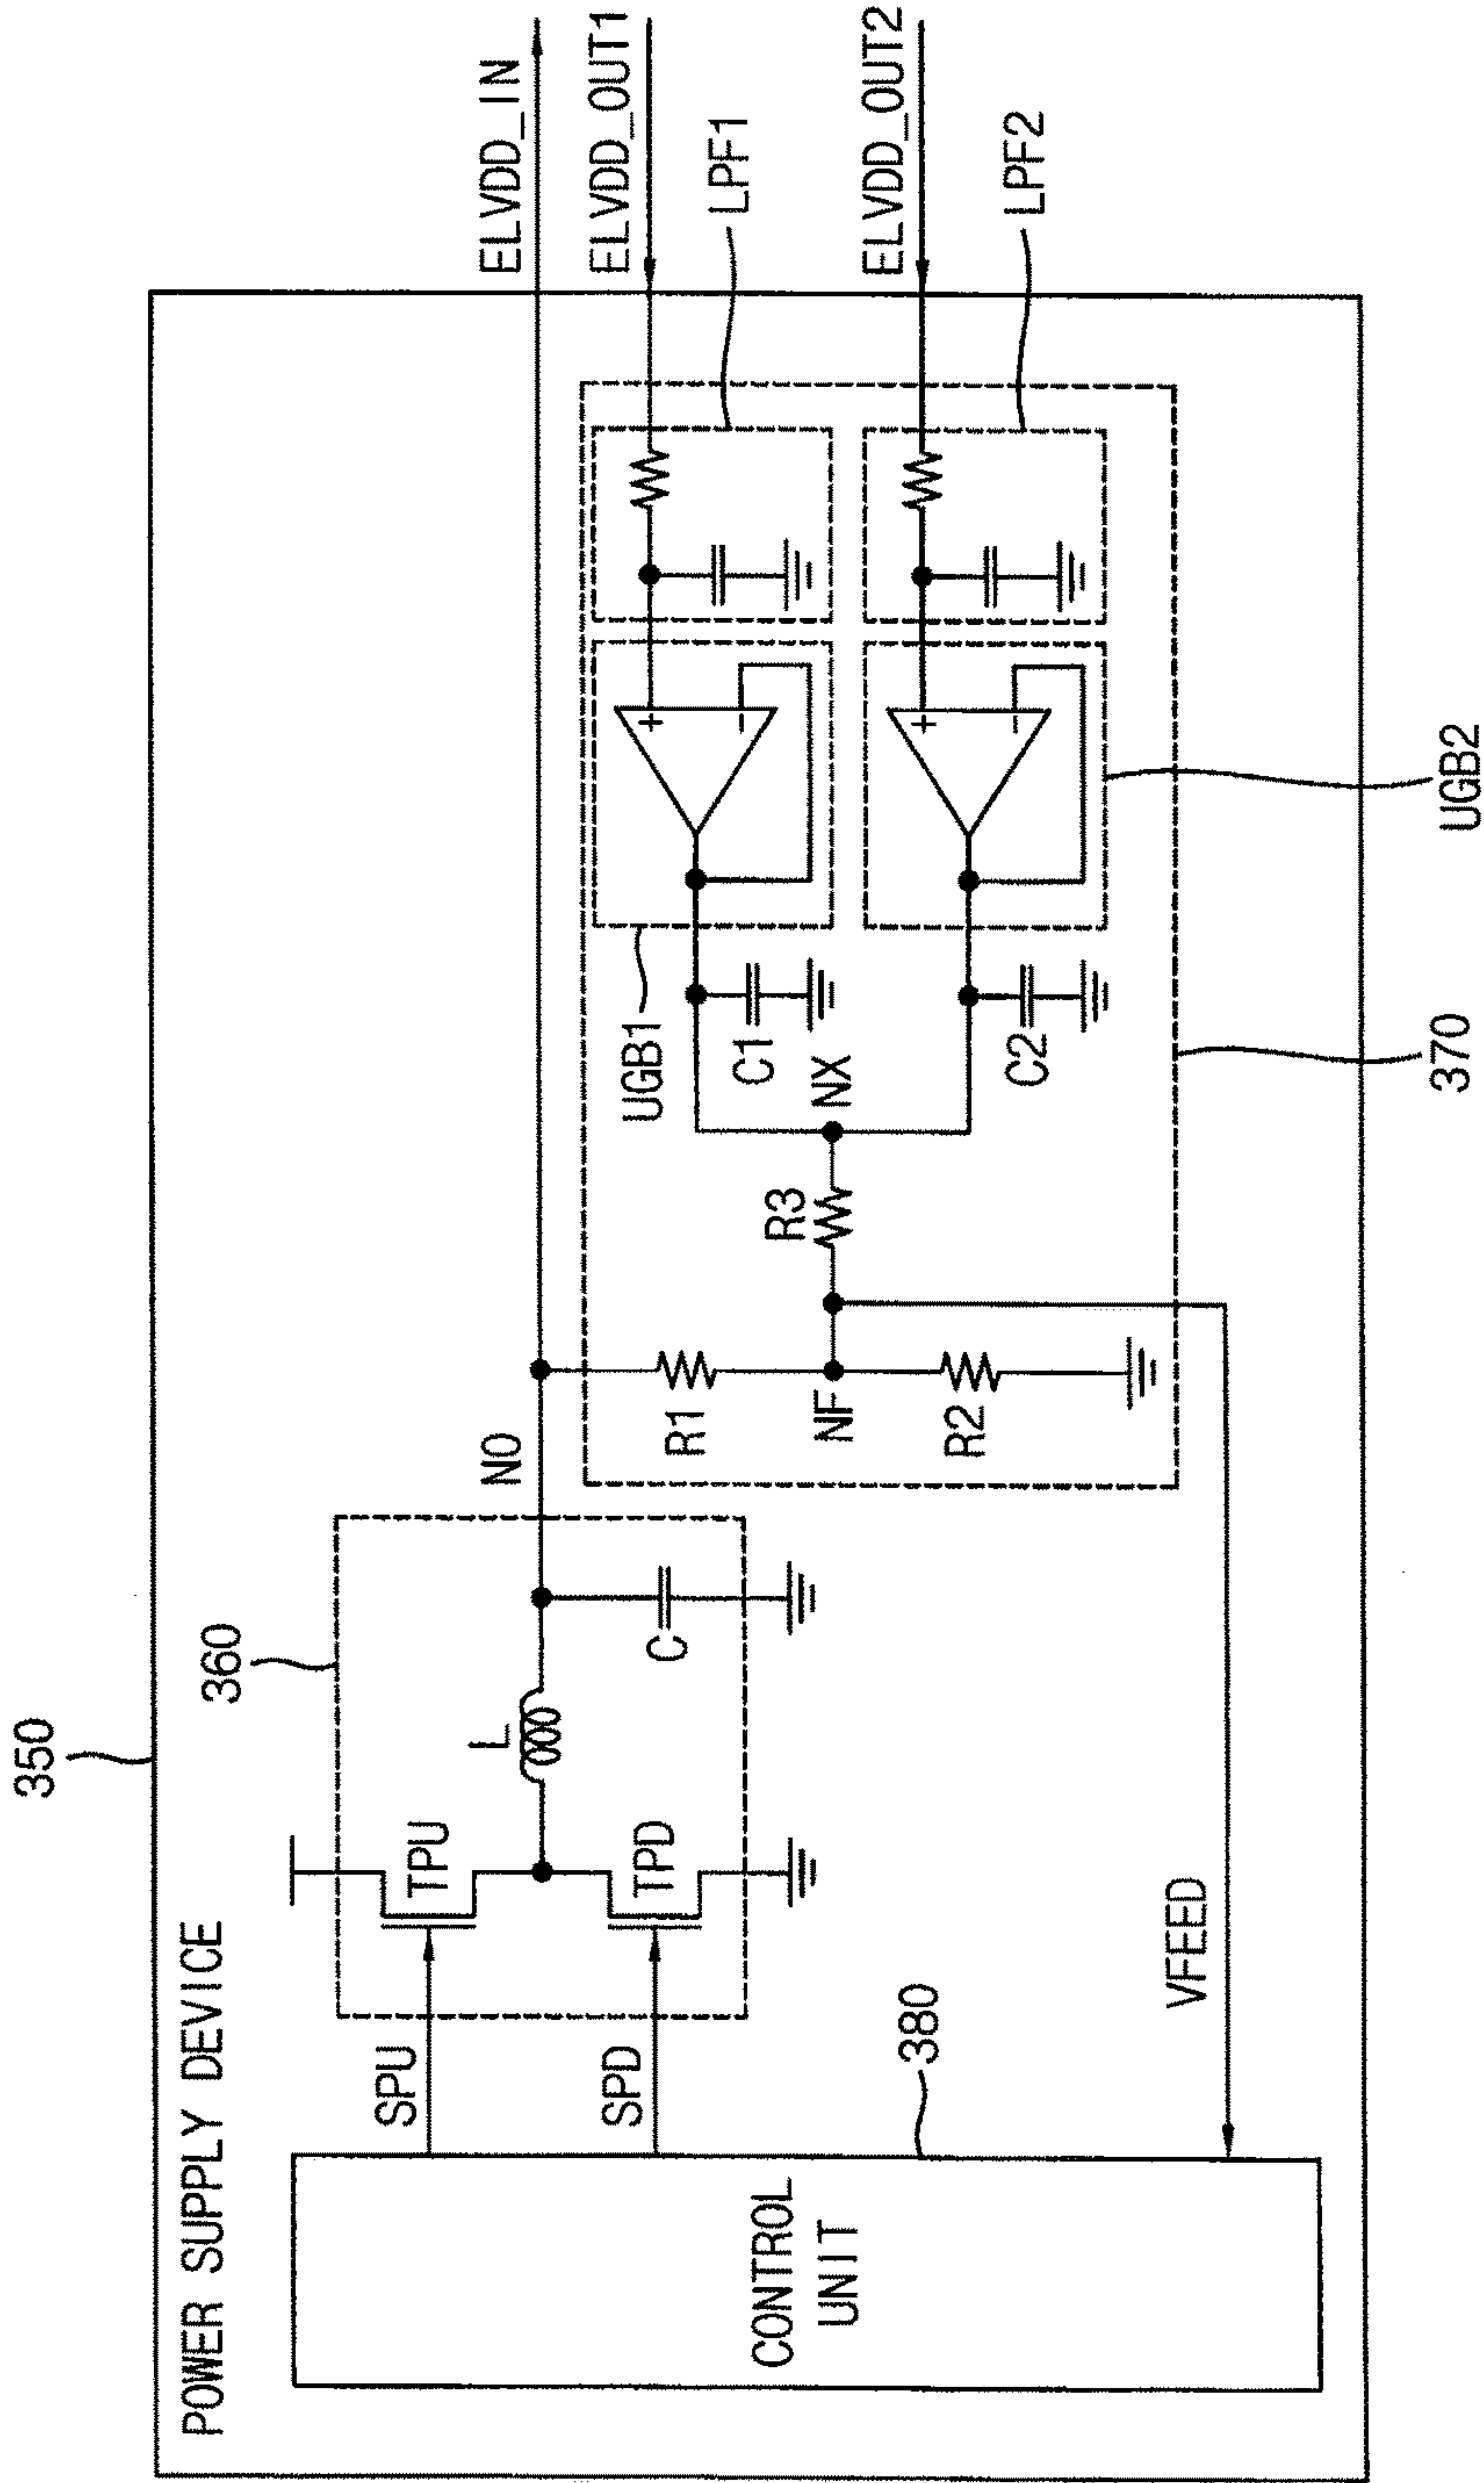 350
POWER SUPPLY DEVICE
360
TPU
TPD
L
C
SPU
SPD
CONTROL
UNIT
380
VFEED
NO
R1
NF
R2
R3
NX
C1
C2
UGB1
UGB2
370
ELVDD_IN
ELVDD_OUT1
LPF1
ELVDD_OUT2
LPF2
+
−
+
−